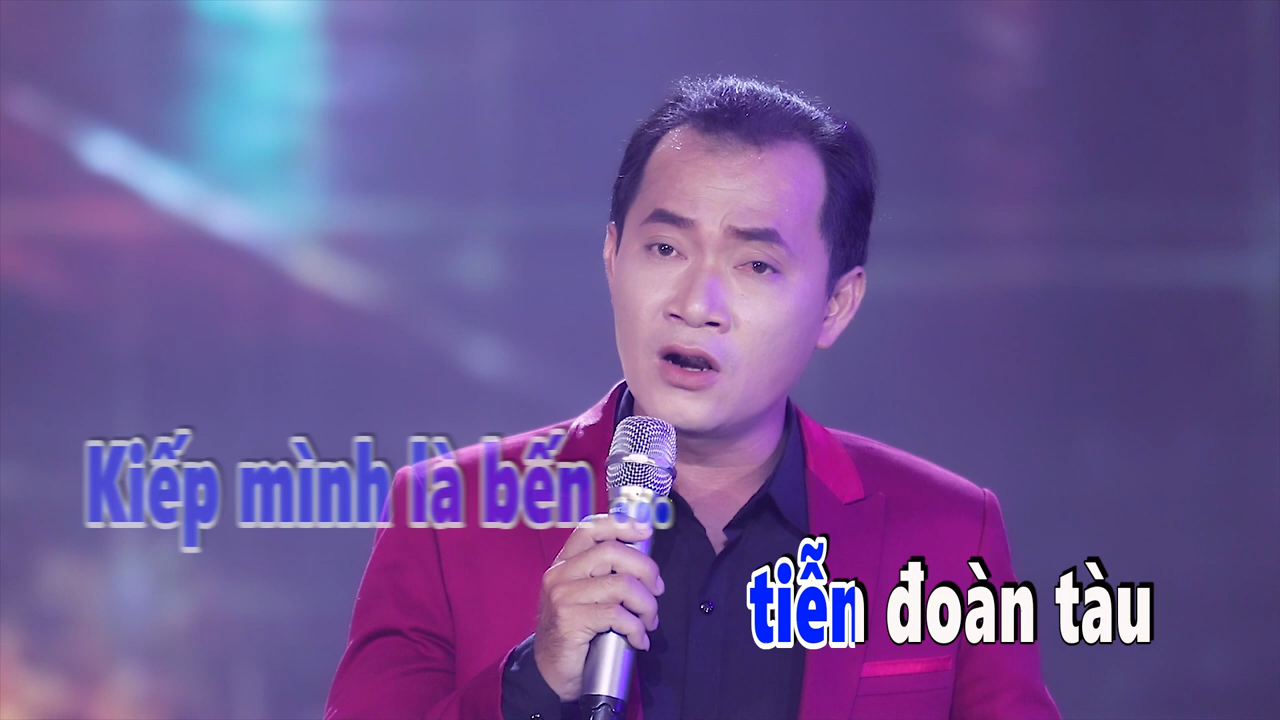 Kiếp mình là bến ...
tiễn đoàn tàu